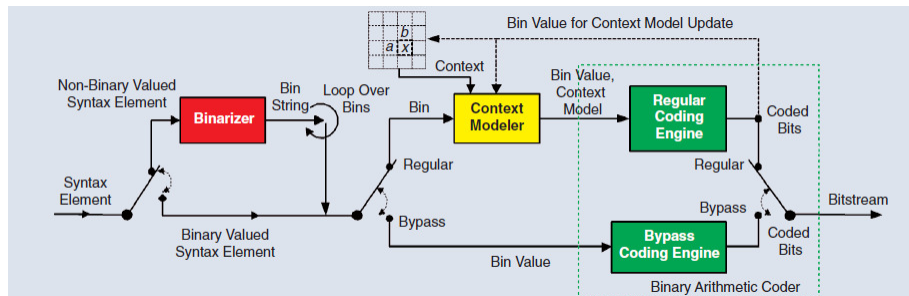 Bin Value for Context Model Update
b
a x
Context
Non-Binary Valued
Syntax Element
Binarizer
Bin
String
Loop Over
Bins
Bin
Context
Modeler
Bin Value,
Context
Model
Regular
Coding
Engine
Coded
Bits
Regular
Regular
Syntax
Element
Bypass
Bypass
Bitstream
Binary Valued
Syntax Element
Bin Value
Bypass
Coding Engine
Coded
Bits
Binary Arithmetic Coder